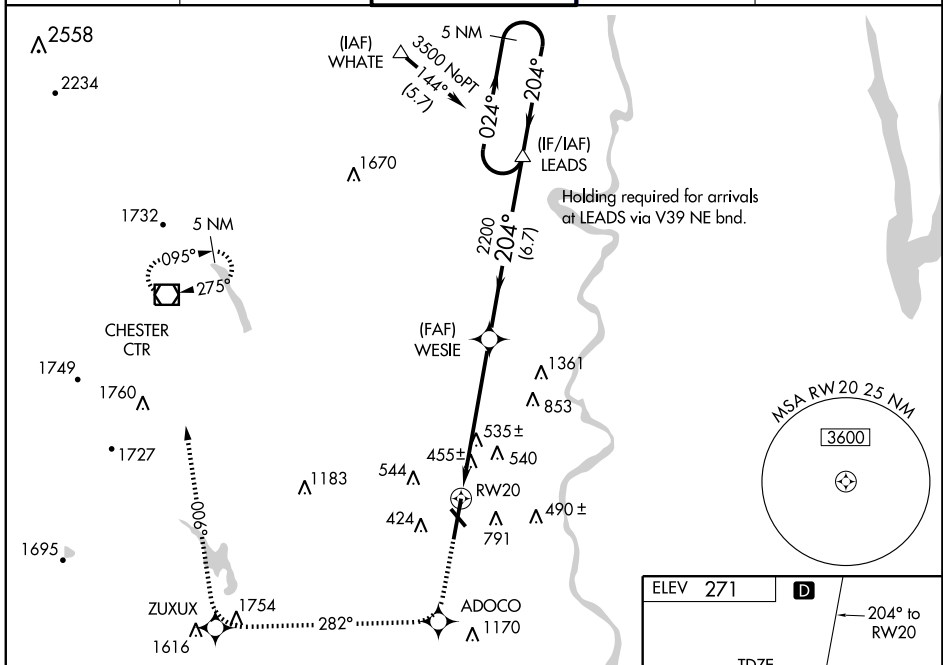 2558
2234
(IAF)
WHATE
3500 NoPT
144°
(5.7)
5 NM
024°
204°
(IF/IAF)
LEADS
1670
Holding required for arrivals
at LEADS via V39 NE bnd.
1732
5 NM
095°
275°
2200
204°
(6.7)
CHESTER
CTR
(FAF)
WESIE
1749
1760
1361
853
MSA RW20 25 NM
3600
1727
535±
455±
540
544
1183
RW20
424
791
490±
006°
1695
ELEV 271
D
204° to
RW20
ZUXUX
1754
282°
ADOCO
1616
1170
TDZE